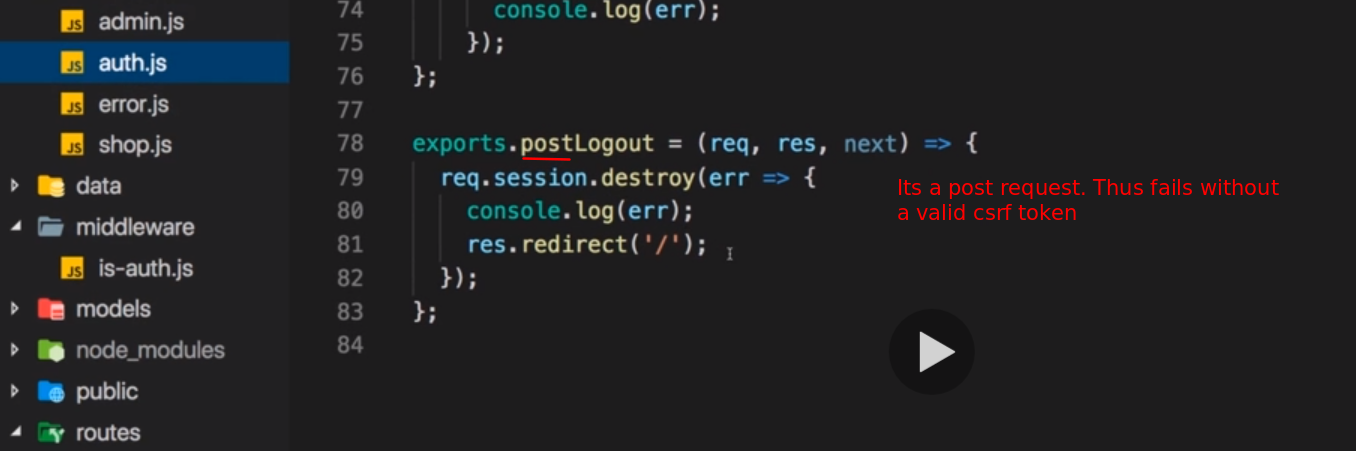 admin.js
auth.js
error.js
shop.js
data
middleware
is-auth.js
models
node_modules
public
routes
74 console.log(err);
75 });
76 };
77
78 exports.postLogout = (req, res, next) => {
79 req.session.destroy(err => {
80 console.log(err);
81 res.redirect('/');
82 });
83 };
84
Its a post request. Thus fails without
a valid csrf token